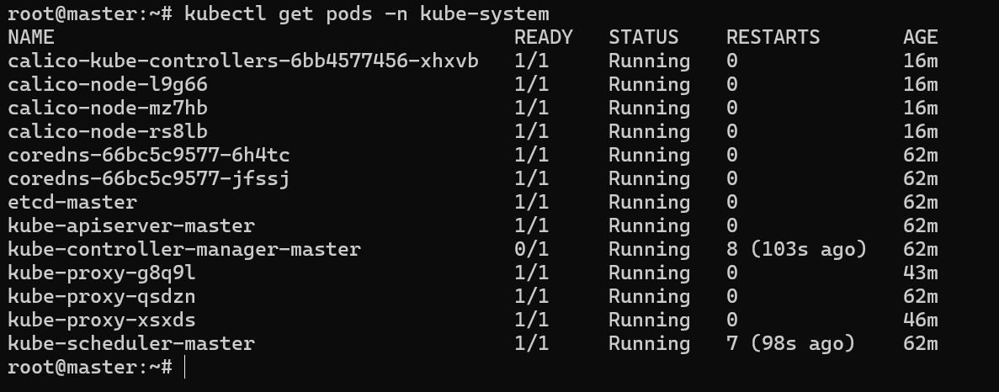 root@master:~# kubectl get pods -n kube-system
NAME                                       READY   STATUS    RESTARTS       AGE
calico-kube-controllers-6bb4577456-xhxvb   1/1     Running   0              16m
calico-node-l9g66                          1/1     Running   0              16m
calico-node-mz7hb                          1/1     Running   0              16m
calico-node-rs8lb                          1/1     Running   0              16m
coredns-66bc5c9577-6h4tc                   1/1     Running   0              62m
coredns-66bc5c9577-jfssj                   1/1     Running   0              62m
etcd-master                                1/1     Running   0              62m
kube-apiserver-master                      1/1     Running   0              62m
kube-controller-manager-master             0/1     Running   8 (103s ago)   62m
kube-proxy-g8q9l                           1/1     Running   0              43m
kube-proxy-qsdzn                           1/1     Running   0              62m
kube-proxy-xsxds                           1/1     Running   0              46m
kube-scheduler-master                      1/1     Running   7 (98s ago)    62m
root@master:~#